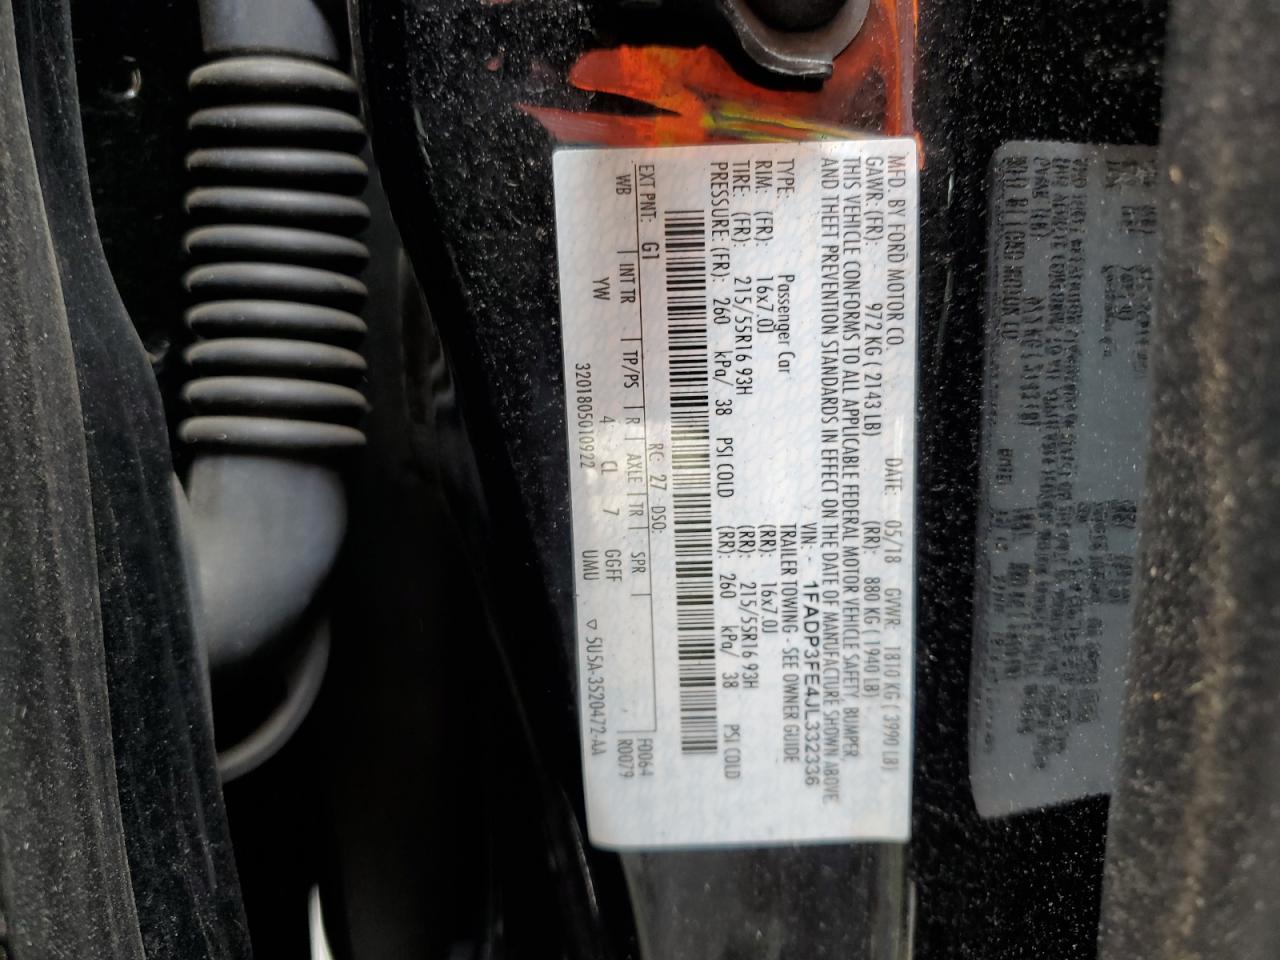 MFD. BY FORD MOTOR CO. DATE: 05/18 GVWR: 1810 KG ( 3990 LB)
GAWR: (FR): 972 KG ( 2143 LB) (RR): 880 KG ( 1940 LB)
THIS VEHICLE CONFORMS TO ALL APPLICABLE FEDERAL MOTOR VEHICLE SAFETY, BUMPER,
AND THEFT PREVENTION STANDARDS IN EFFECT ON THE DATE OF MANUFACTURE SHOWN ABOVE
VIN: 1FADP3FE4JL332336
TYPE: Passenger Car TRAILER TOWING - SEE OWNER GUIDE
RIM: (FR): 16x7.0J (RR): 16x7.0J
TIRE: (FR): 215/55R16 93H (RR): 215/55R16 93H
PRESSURE: (FR): 260 kPa/ 38 PSI COLD (RR): 260 kPa/ 38 PSI COLD
EXT PNT: G1 RC: 27 DSO: F0064
WB | INT TR | TP/PS | R | AXLE | TR | SPR | R0079
YW 4 CL 7 GGFF
3201805010922 UMU ▽ 5U5A-3520472-AA